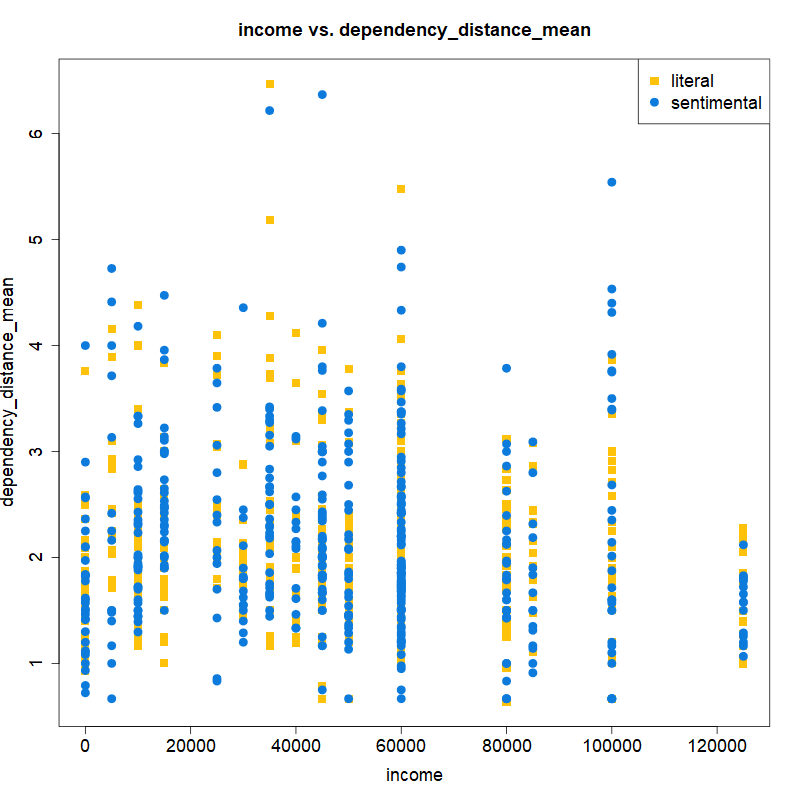 income vs. dependency_distance_mean
literal
sentimental
dependency_distance_mean
6
5
4
3
2
1
0
20000
40000
60000
80000
100000
120000
income